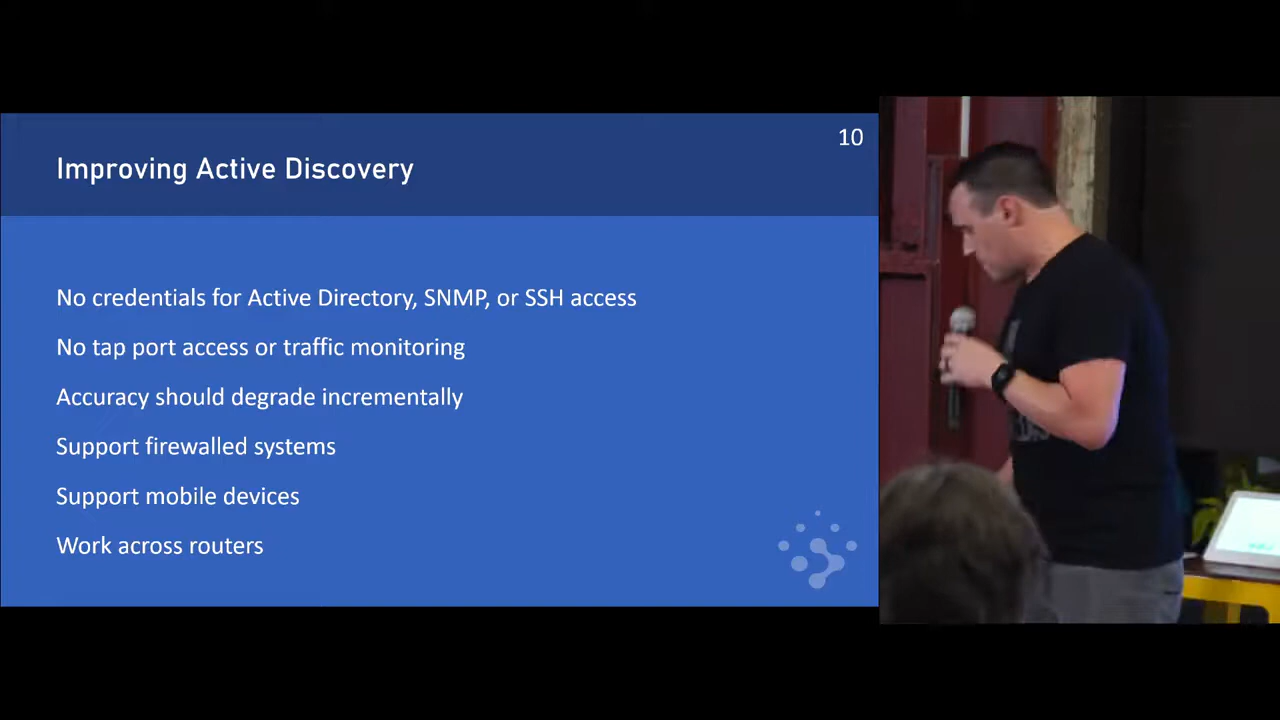 10
Improving Active Discovery
No credentials for Active Directory, SNMP, or SSH access
No tap port access or traffic monitoring
Accuracy should degrade incrementally
Support firewalled systems
Support mobile devices
Work across routers